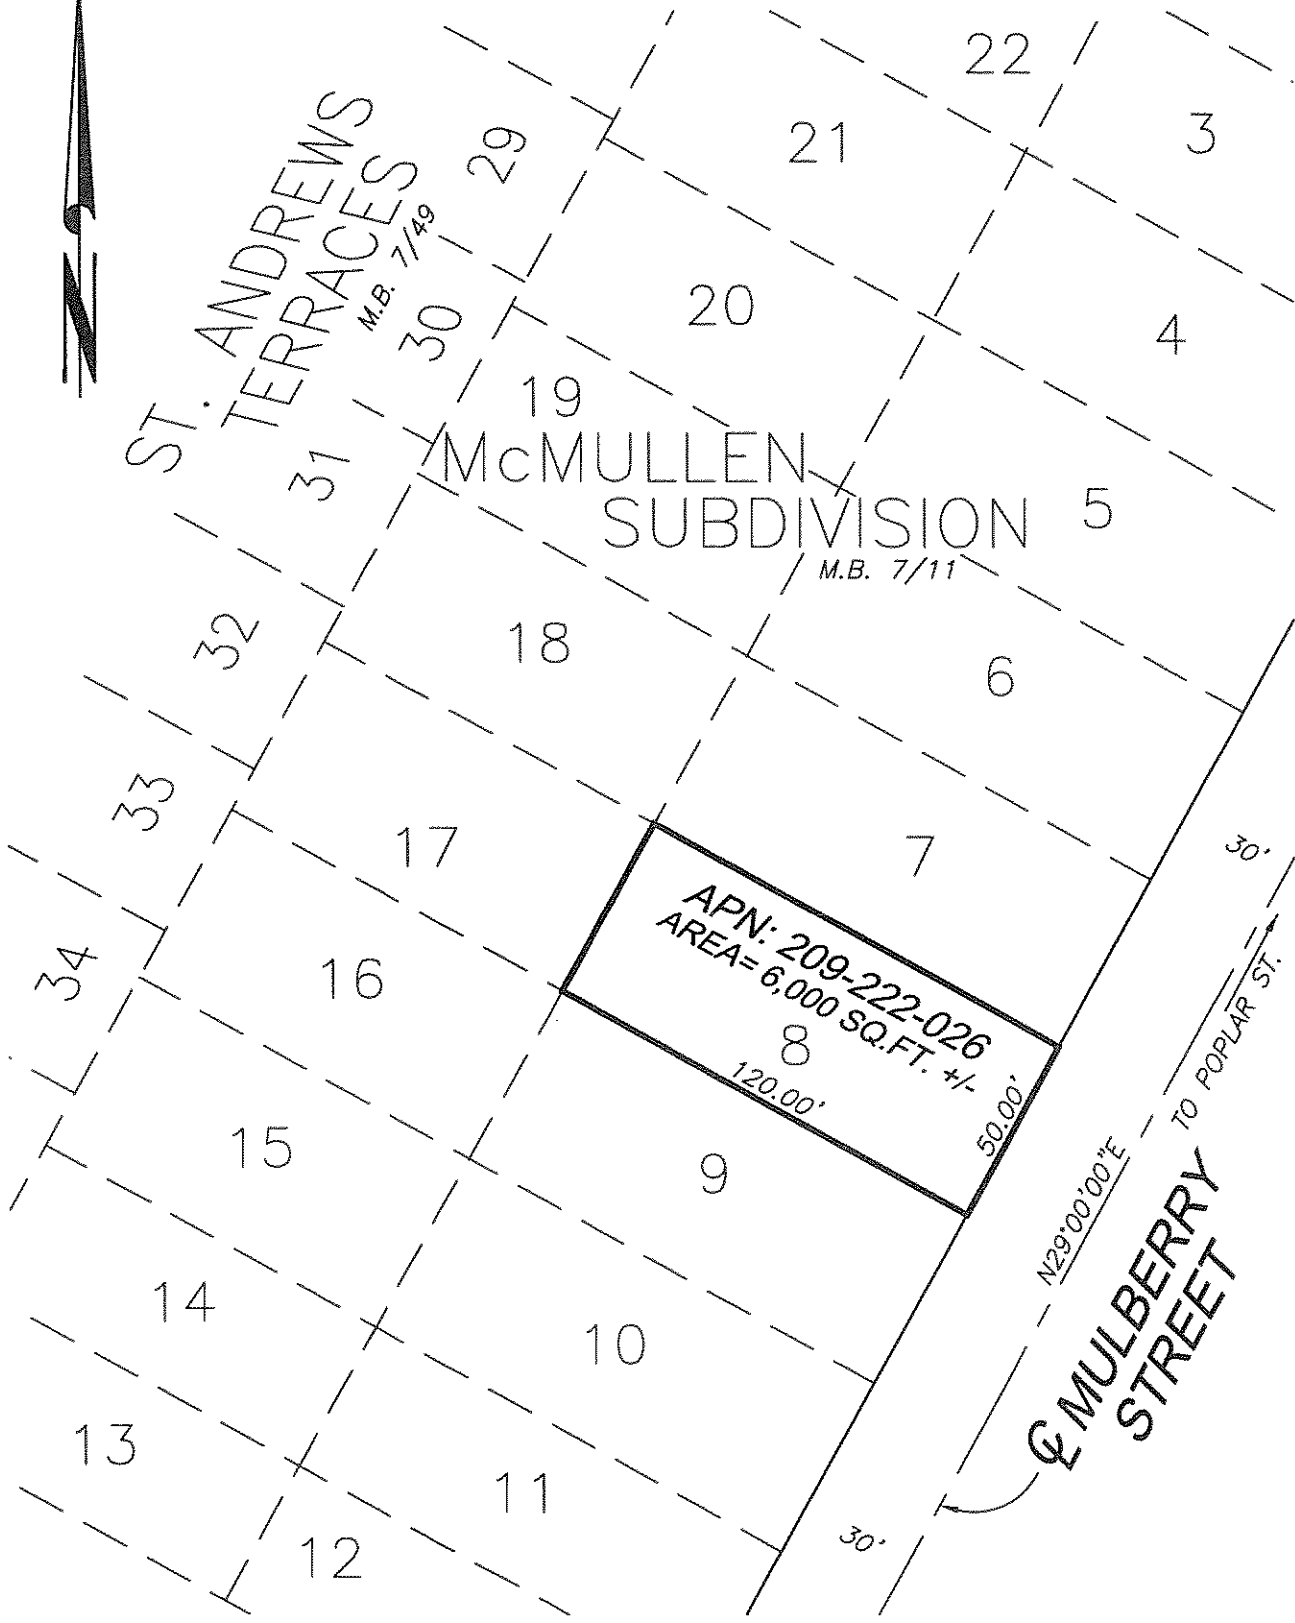 N
22
3
21
29
ST. ANDREWS
TERRACES
M.B. 7/49
20
4
30
19
31
McMULLEN
SUBDIVISION
M.B. 7/11
5
32
18
6
33
17
7
30'
34
16
APN: 209-222-026
AREA= 6,000 SQ.FT. +/-
8
120.00'
50.00'
TO POPLAR ST.
N29°00'00"E
15
9
14
10
℄ MULBERRY
STREET
13
11
30'
12